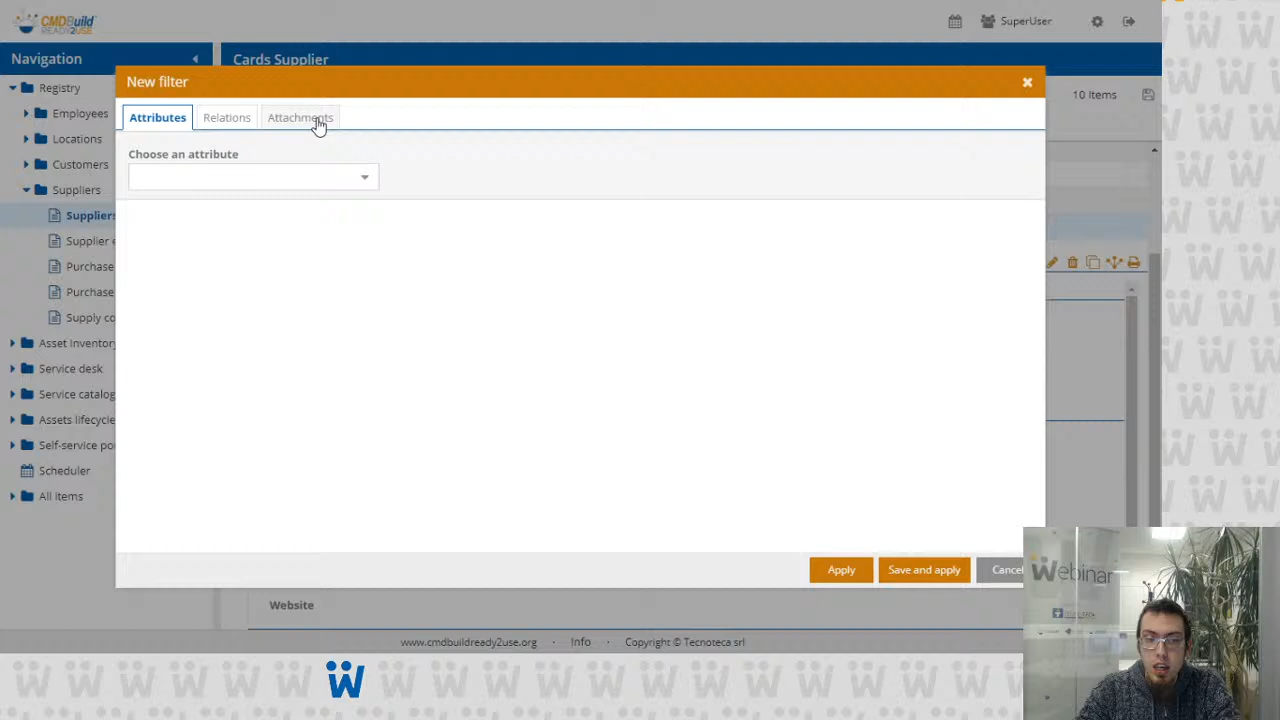 CMDBuild
READY2USE
SuperUser
Navigation
Cards Supplier
Registry
Employees
Locations
Customers
Suppliers
Suppliers
Supplier e
Purchase
Purchase
Supply co
Asset inventor
Service desk
Service catalog
Assets lifecycle
Self-service po
Scheduler
All items
New filter
10 Items
Attributes
Relations
Attachments
Choose an attribute
Apply
Save and apply
Cancel
Website
www.cmdbuildready2use.org
·
Info
·
Copyright © Tecnoteca srl
Webinar